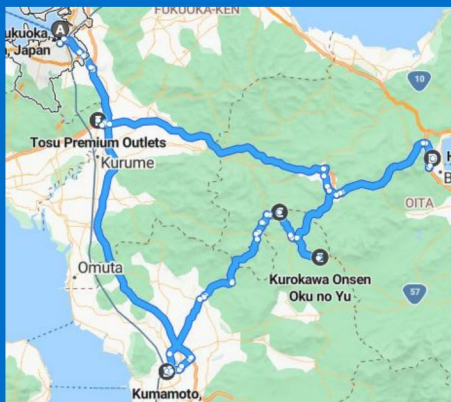 FUKUOKA-KEN
A
ukuoka,
, Japan
10
Tosu Premium Outlets
Kurume
H
B
OITA
Kurokawa Onsen
Oku no Yu
Omuta
57
Kumamoto,